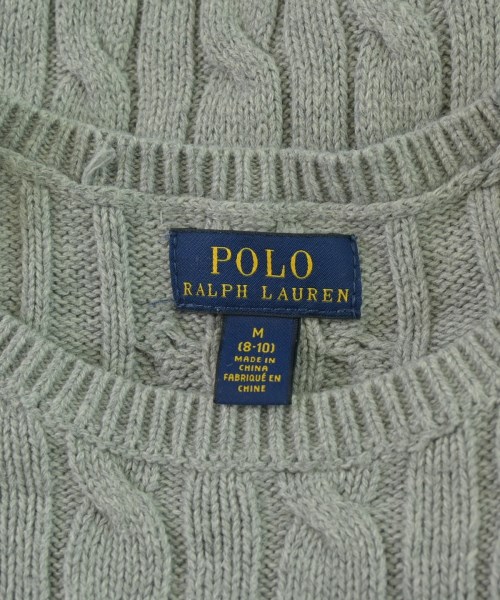 POLO
RALPH LAUREN
M
(8-10)
MADE IN
CHINA
FABRIQUÉ EN
CHINE